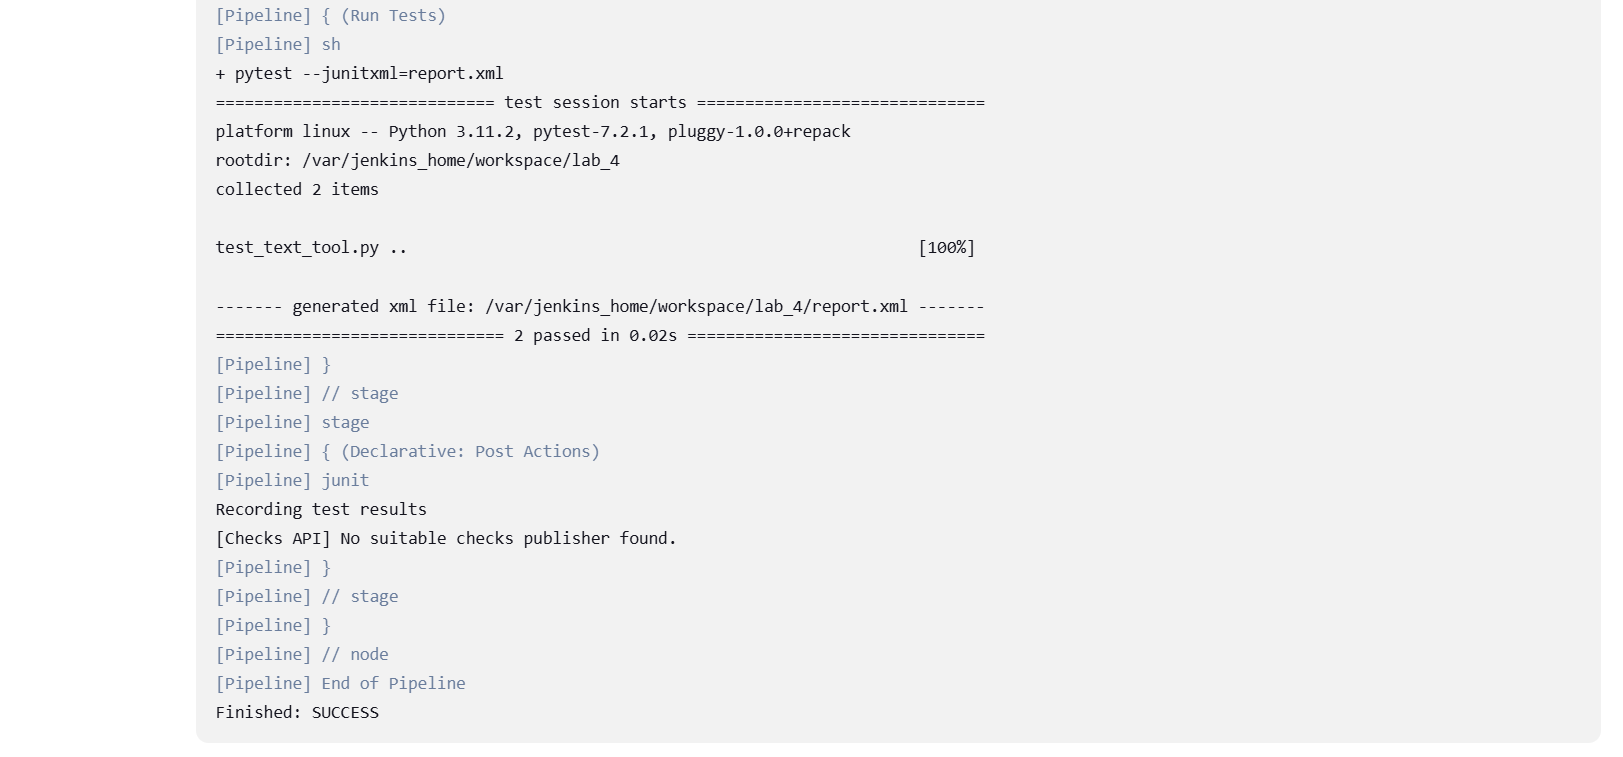 [Pipeline] { (Run Tests)
[Pipeline] sh
+ pytest --junitxml=report.xml
============================= test session starts ==============================
platform linux -- Python 3.11.2, pytest-7.2.1, pluggy-1.0.0+repack
rootdir: /var/jenkins_home/workspace/lab_4
collected 2 items
test_text_tool.py .. [100%]
------- generated xml file: /var/jenkins_home/workspace/lab_4/report.xml -------
============================== 2 passed in 0.02s ===============================
[Pipeline] }
[Pipeline] // stage
[Pipeline] stage
[Pipeline] { (Declarative: Post Actions)
[Pipeline] junit
Recording test results
[Checks API] No suitable checks publisher found.
[Pipeline] }
[Pipeline] // stage
[Pipeline] }
[Pipeline] // node
[Pipeline] End of Pipeline
Finished: SUCCESS